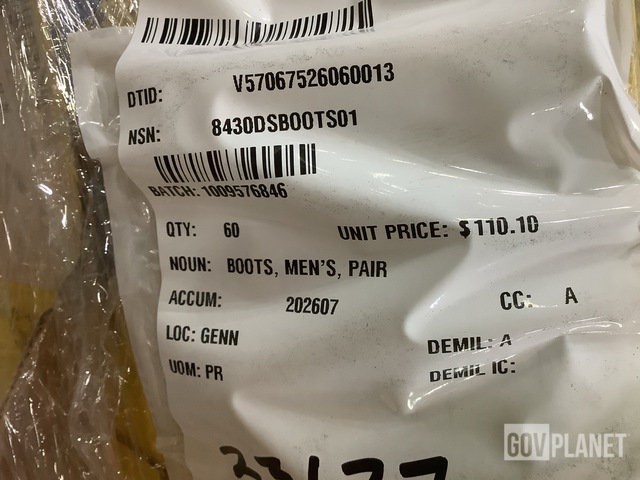 DTID: V57067526060013
NSN: 8430DSBOOTS01
BATCH: 1009576846
QTY: 60 UNIT PRICE: $110.10
NOUN: BOOTS, MEN'S, PAIR
ACCUM: 202607 CC: A
LOC: GENN DEMIL: A
UOM: PR DEMIL IC:
GOVPLANET